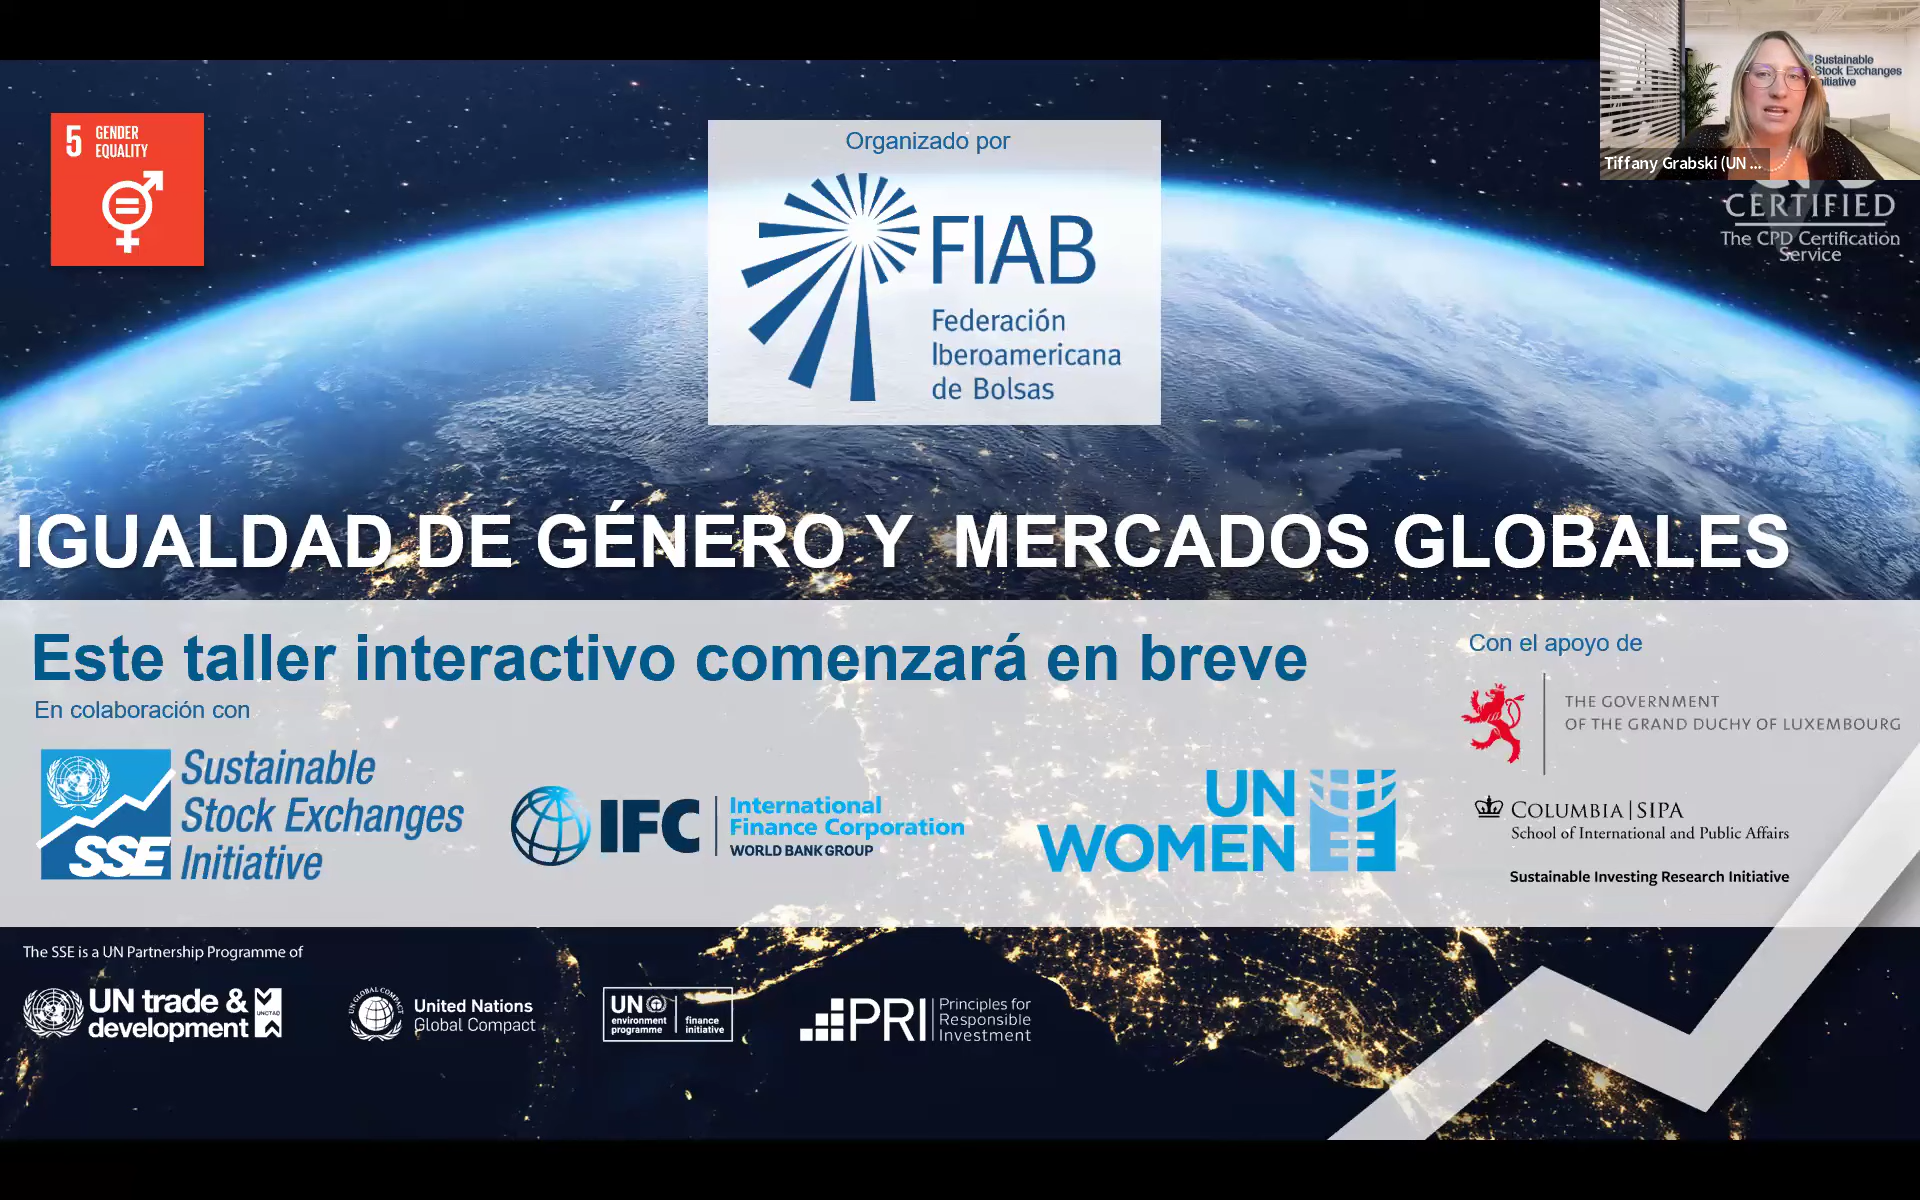 5 GENDER
EQUALITY
Organizado por
FIAB
Federación
Iberoamericana
de Bolsas
Sustainable
Stock Exchanges
Initiative
Tiffany Grabski (UN ...
CERTIFIED
The CPD Certification
Service
IGUALDAD DE GÉNERO Y MERCADOS GLOBALES
Este taller interactivo comenzará en breve
En colaboración con
SSE
Sustainable
Stock Exchanges
Initiative
IFC
International
Finance Corporation
WORLD BANK GROUP
UN
WOMEN
Con el apoyo de
THE GOVERNMENT
OF THE GRAND DUCHY OF LUXEMBOURG
COLUMBIA | SIPA
School of International and Public Affairs
Sustainable Investing Research Initiative
The SSE is a UN Partnership Programme of
UN trade &
development
UNCTAD
UN GLOBAL COMPACT
United Nations
Global Compact
UN
environment
programme
finance
initiative
PRI
Principles for
Responsible
Investment